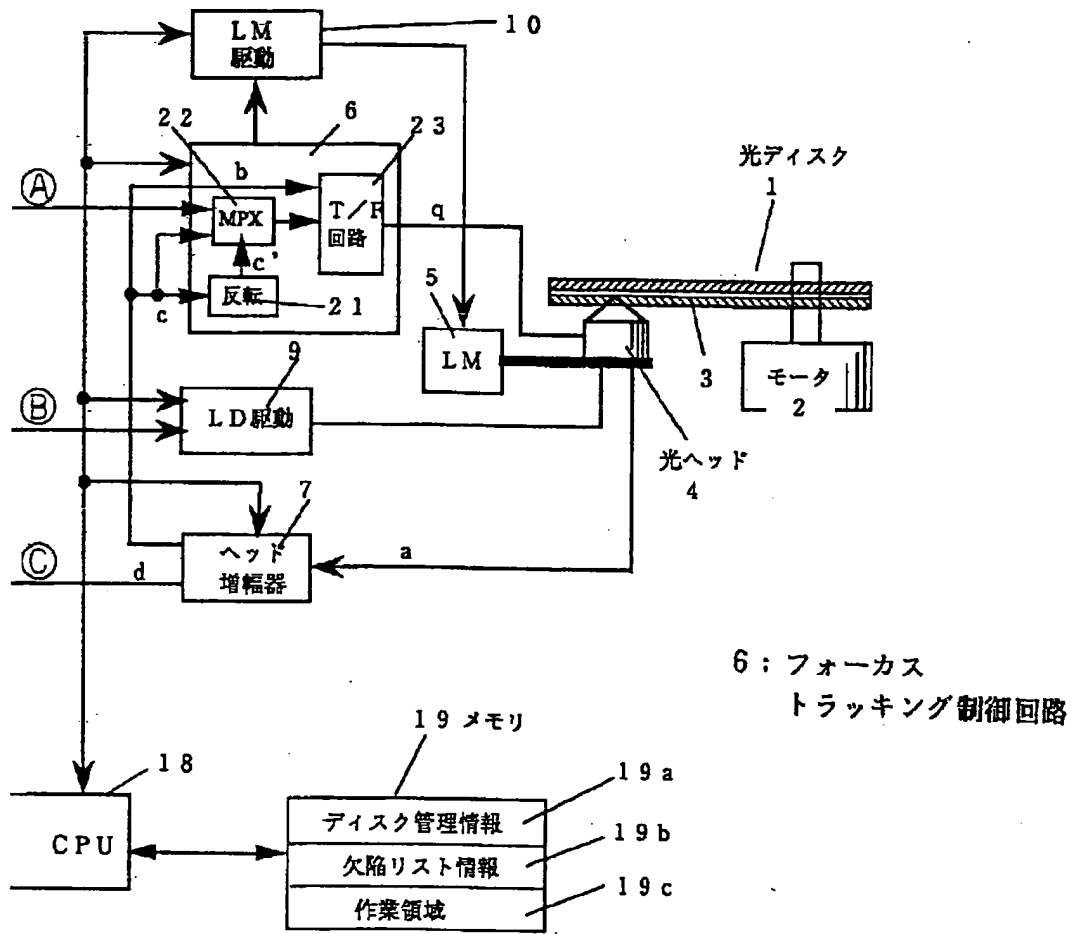 LM
駆動
10
22
6
23
光ディスク
1
Ⓐ
b
MPX
T/F
回路
q
c'
c
反転
21
5
LM
3
モータ
2
9
Ⓑ
LD駆動
光ヘッド
4
7
Ⓒ
d
ヘッド
増幅器
a
6；フォーカス
トラッキング制御回路
18
CPU
19 メモリ
19a
ディスク管理情報
19b
欠陥リスト情報
19c
作業領域